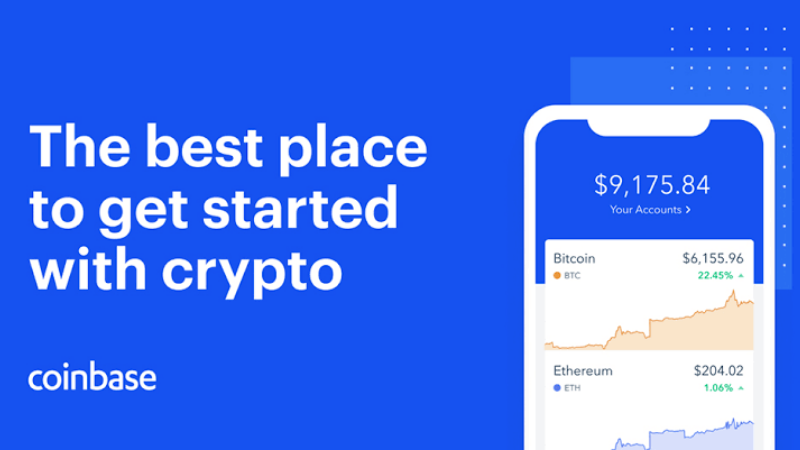 The best place
to get started
with crypto
coinbase
$9,175.84
Your Accounts >
Bitcoin $6,155.96
BTC 22.45%
Ethereum $204.02
ETH 1.06%